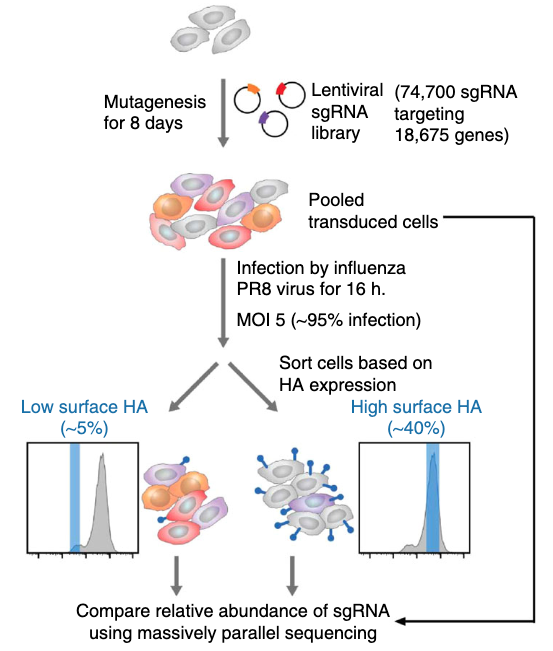 Mutagenesis
for 8 days
Lentiviral
sgRNA
library
(74,700 sgRNA
targeting
18,675 genes)
Pooled
transduced cells
Infection by influenza
PR8 virus for 16 h.
MOI 5 (~95% infection)
Sort cells based on
HA expression
Low surface HA
(~5%)
High surface HA
(~40%)
Compare relative abundance of sgRNA
using massively parallel sequencing